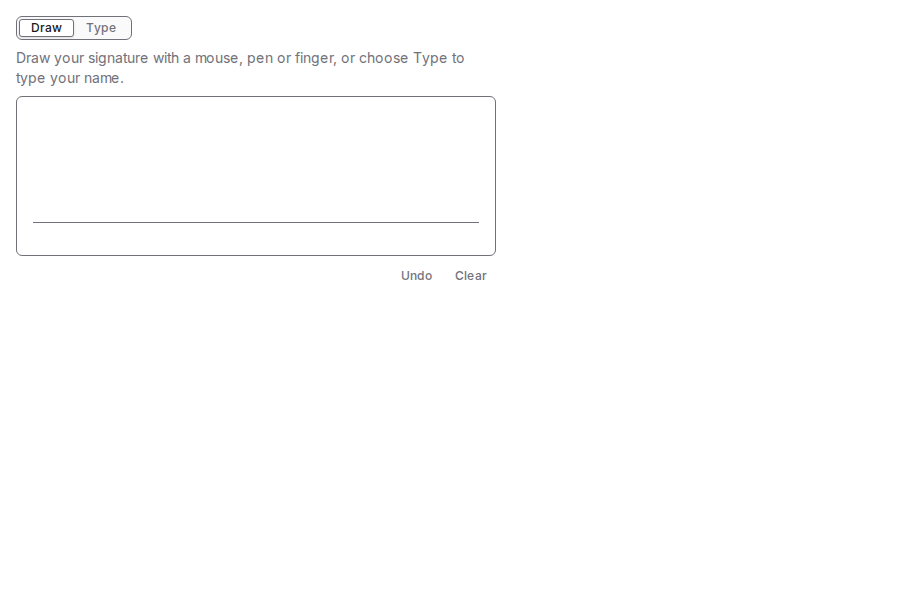 Draw Type
Draw your signature with a mouse, pen or finger, or choose Type to
type your name.
Undo Clear